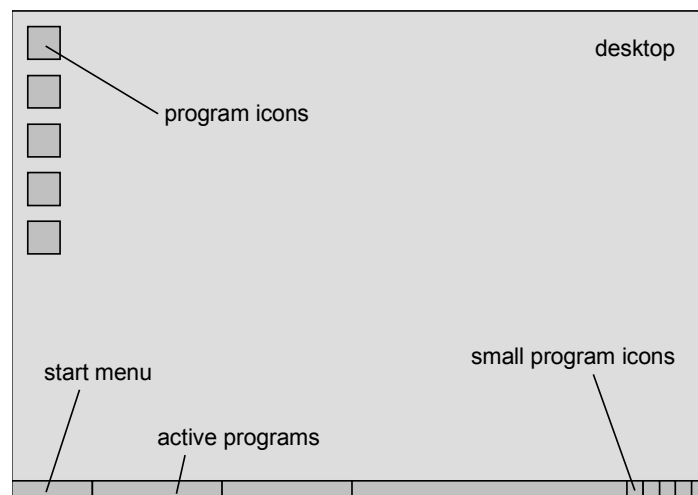 desktop
program icons
small program icons
start menu
active programs